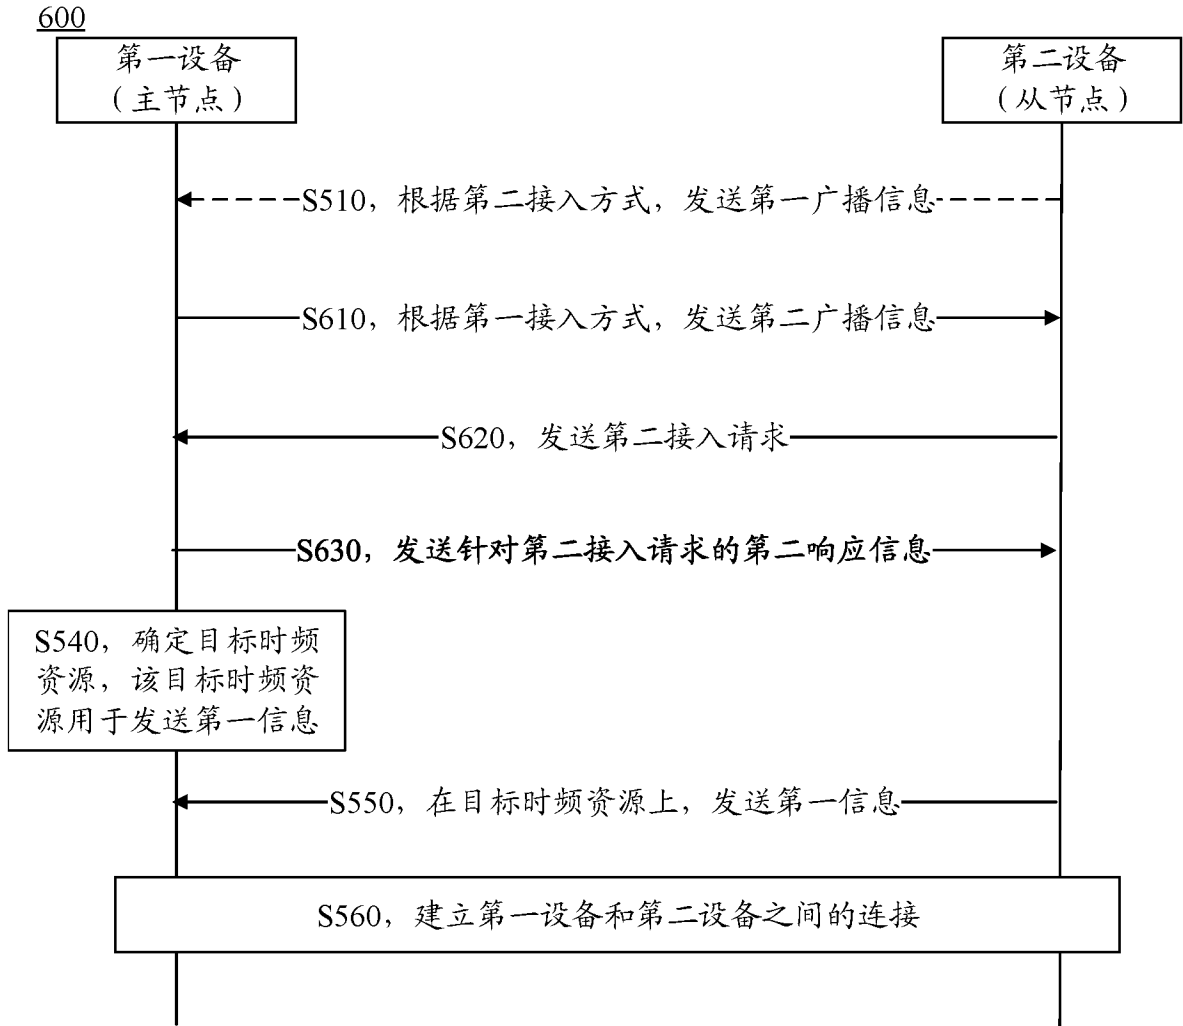 600
第一设备
（主节点）
第二设备
（从节点）
S510，根据第二接入方式，发送第一广播信息
S610，根据第一接入方式，发送第二广播信息
S620，发送第二接入请求
S630，发送针对第二接入请求的第二响应信息
S540，确定目标时频
资源，该目标时频资
源用于发送第一信息
S550，在目标时频资源上，发送第一信息
S560，建立第一设备和第二设备之间的连接